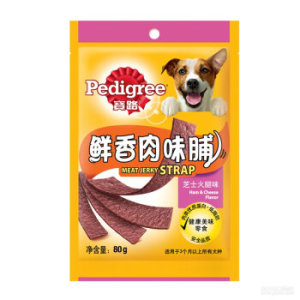 Pedigree
宝路
鲜香肉味脯
MEAT JERKY STRAP
芝士火腿味
Ham & Cheese
Flavor
健康美味
零食
净含量: 80g
适用于3个月以上所有犬种